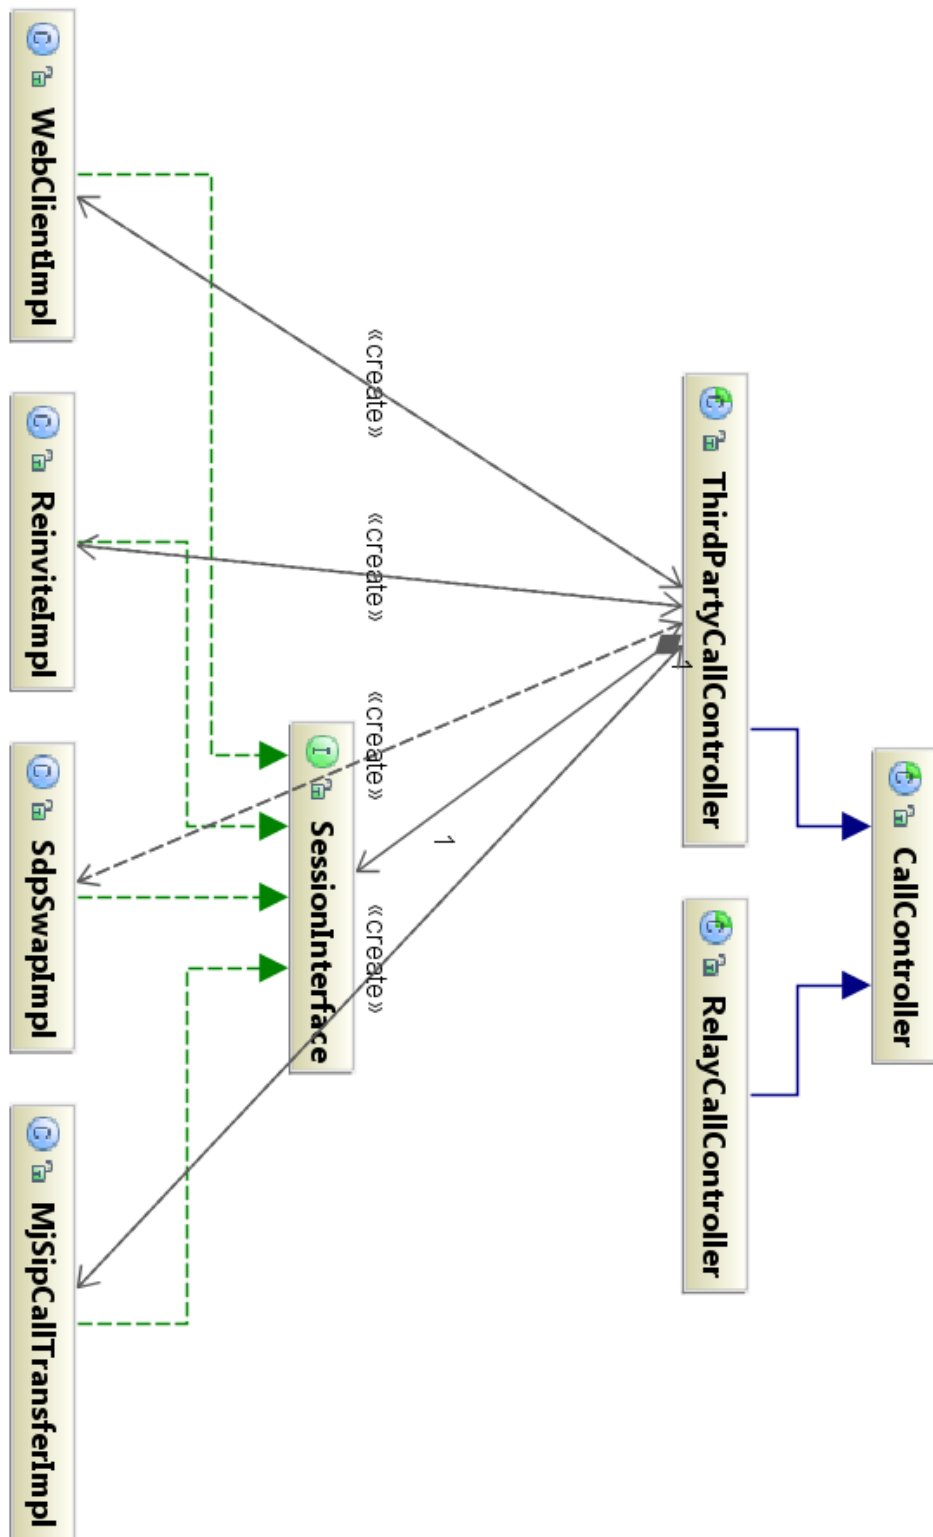 CallController
ThirdPartyCallController
RelayCallController
1
«create»
«create»
«create»
«create»
1
SessionInterface
WebClientImpl
ReinviteImpl
SdpSwapImpl
MjSipCallTransferImpl